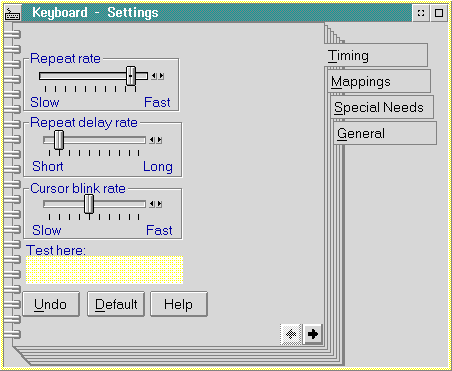 Keyboard - Settings
Timing
Mappings
Special Needs
General
Repeat rate
Slow Fast
Repeat delay rate
Short Long
Cursor blink rate
Slow Fast
Test here:
Undo Default Help